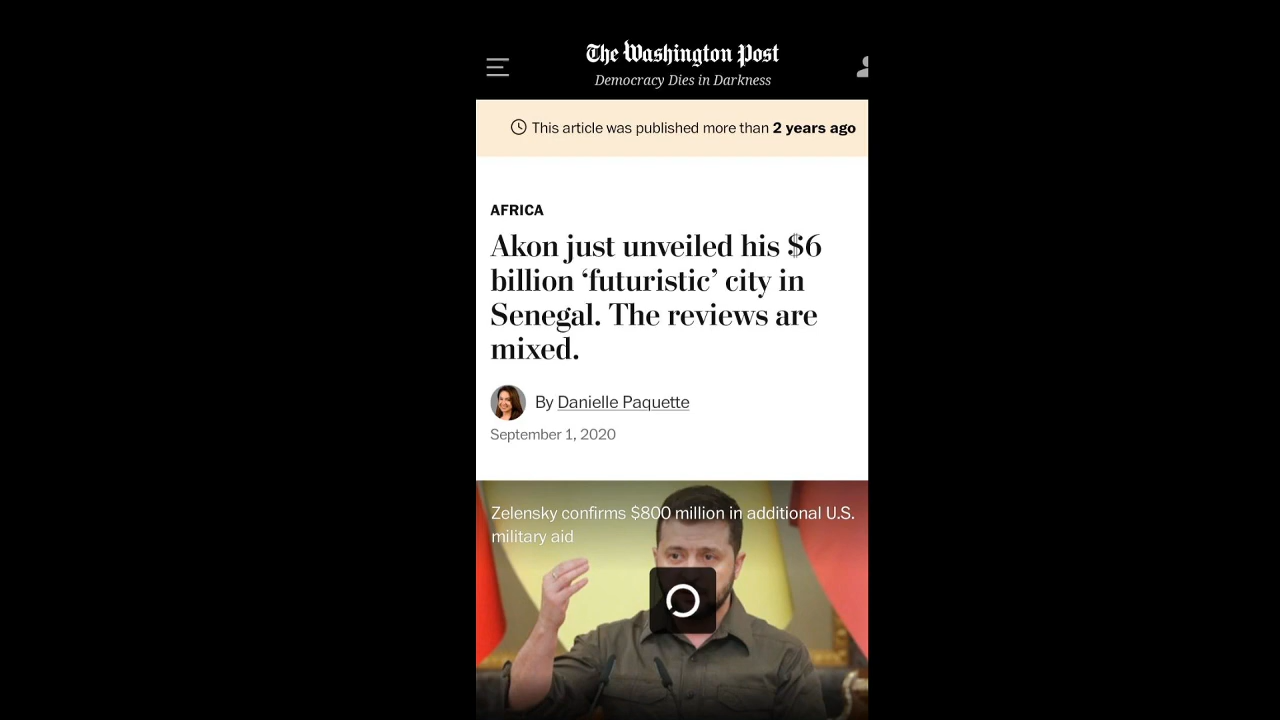 The Washington Post
Democracy Dies in Darkness
This article was published more than 2 years ago
AFRICA
Akon just unveiled his $6
billion ‘futuristic’ city in
Senegal. The reviews are
mixed.
By Danielle Paquette
September 1, 2020
Zelensky confirms $800 million in additional U.S.
military aid